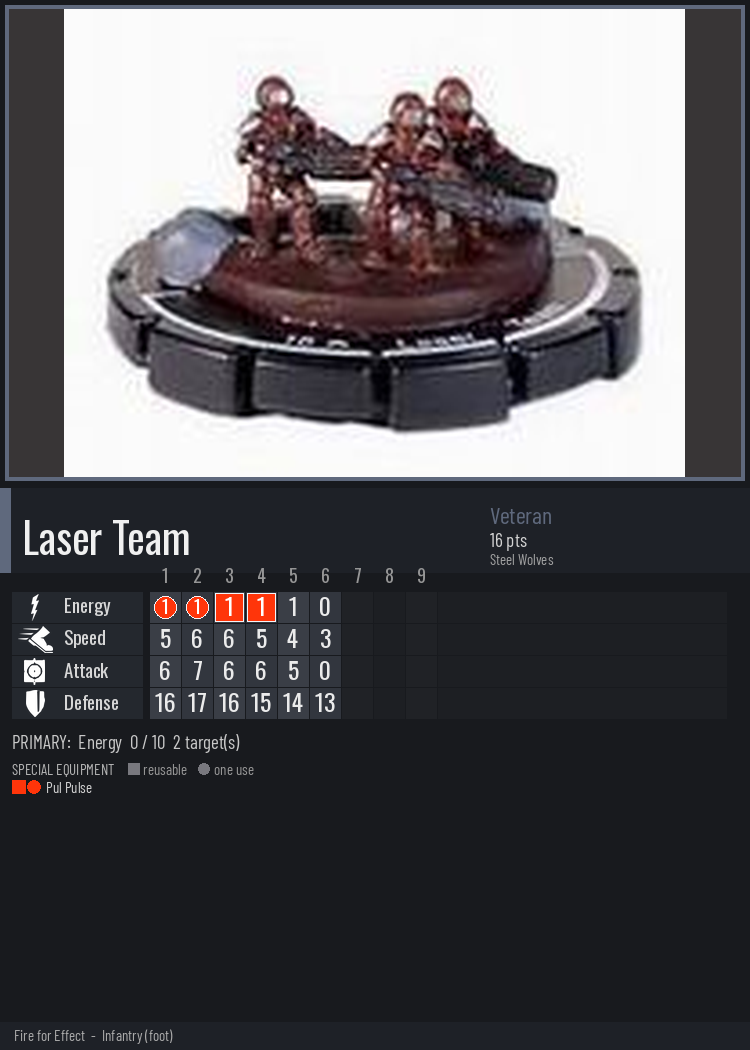 Laser Team
Veteran
16 pts
Steel Wolves
1 2 3 4 5 6 7 8 9
Energy 1 1 1 1 1 0
Speed 5 6 6 5 4 3
Attack 6 7 6 6 5 0
Defense 16 17 16 15 14 13
PRIMARY: Energy 0 / 10 2 target(s)
SPECIAL EQUIPMENT reusable one use
Pul Pulse
Fire for Effect - Infantry (foot)